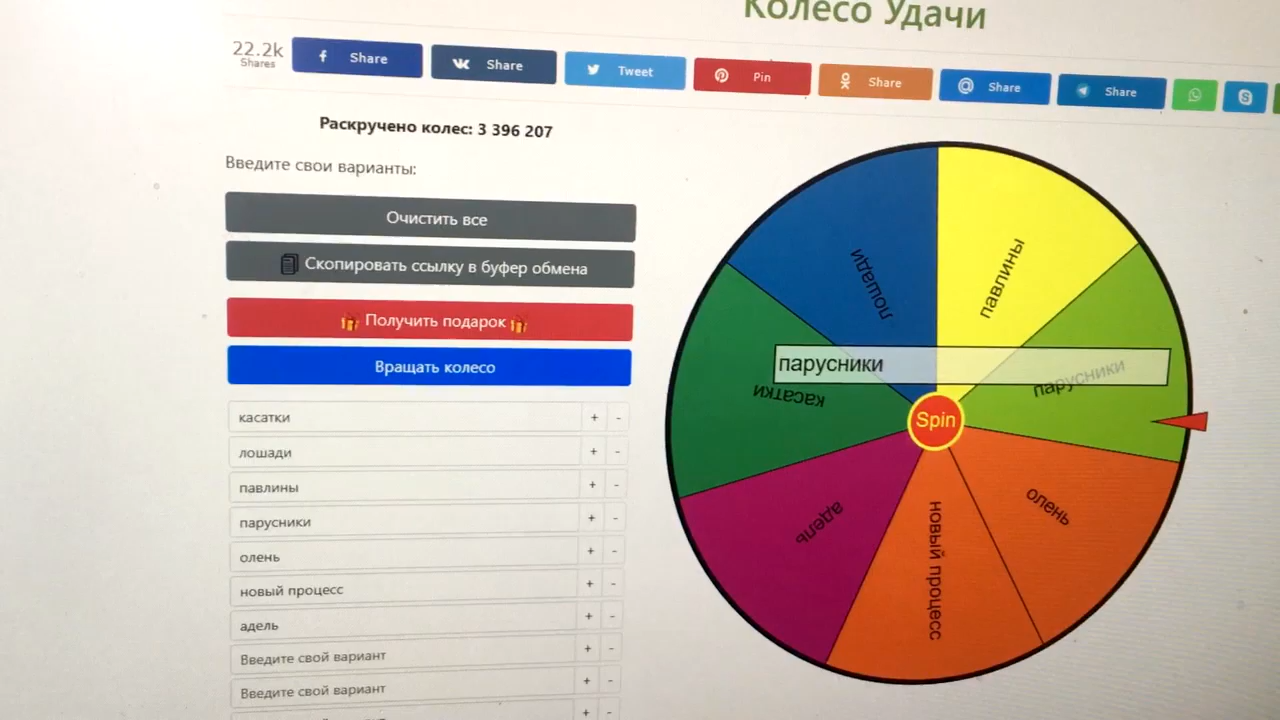 Колесо Удачи
22.2k
Shares
Share
Share
Tweet
Pin
Share
Share
Share
Раскручено колес: 3 396 207
Введите свои варианты:
Очистить все
Скопировать ссылку в буфер обмена
Получить подарок
Вращать колесо
касатки + -
лошади + -
павлины + -
парусники + -
олень + -
новый процесс + -
адель + -
Введите свой вариант + -
Введите свой вариант + -
+ -
лошади
павлины
парусники
парусники
касатки
Spin
адель
новый процесс
олень